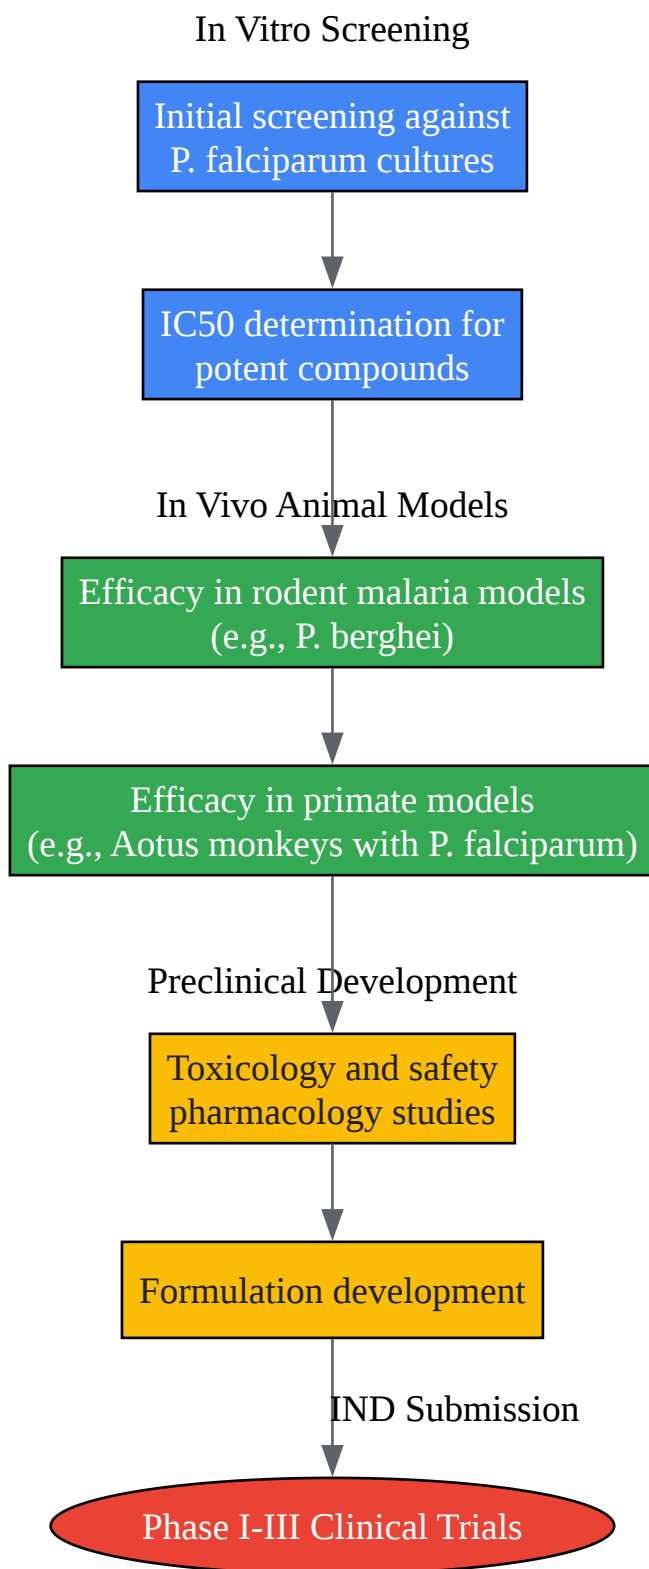 In Vitro Screening
Initial screening against
P. falciparum cultures
IC50 determination for
potent compounds
In Vivo Animal Models
Efficacy in rodent malaria models
(e.g., P. berghei)
Efficacy in primate models
(e.g., Aotus monkeys with P. falciparum)
Preclinical Development
Toxicology and safety
pharmacology studies
Formulation development
IND Submission
Phase I-III Clinical Trials